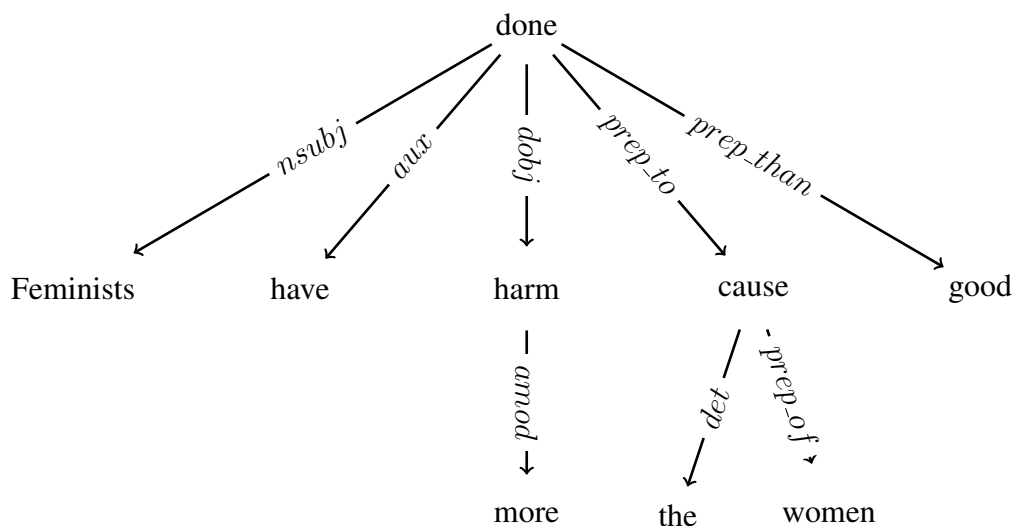 done
nsubj aux dobj prep_to prep_than
Feminists have harm cause good
amod det prep_of
more the women